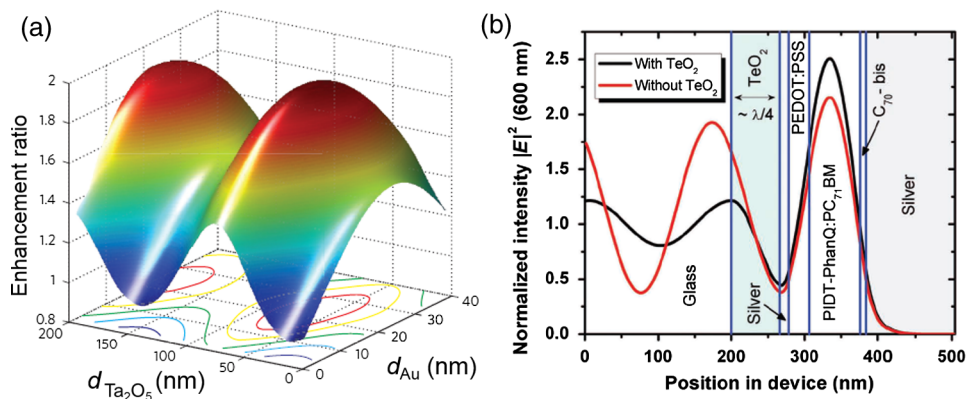 (a)
Enhancement ratio
2
1.8
1.6
1.4
1.2
1
0.8
200
150
100
50
0
d Ta₂O₅ (nm)
0
10
20
30
40
d Au (nm)
(b)
Normalized intensity |E|² (600 nm)
2.5
2.0
1.5
1.0
0.5
0.0
With TeO₂
Without TeO₂
TeO₂
~ λ/4
PEDOT:PSS
C₇₀- bis
Glass
Silver
PIDT-PhanQ:PC₇₁BM
Silver
0
100
200
300
400
500
Position in device (nm)